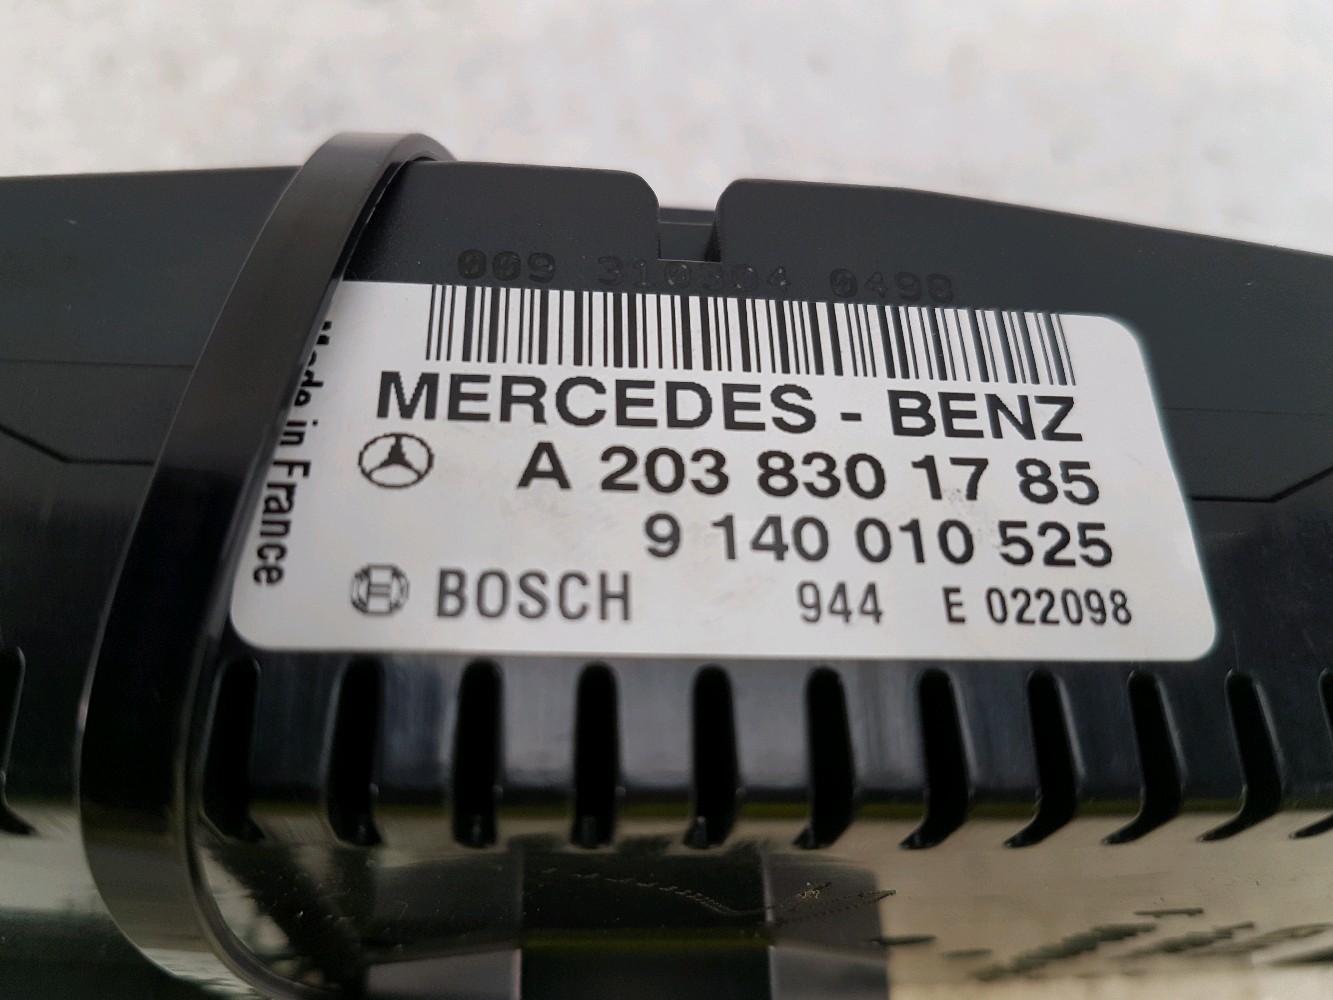 009 310304 0498
MERCEDES - BENZ
A 203 830 17 85
9 140 010 525
BOSCH 944 E 022098
Made in France